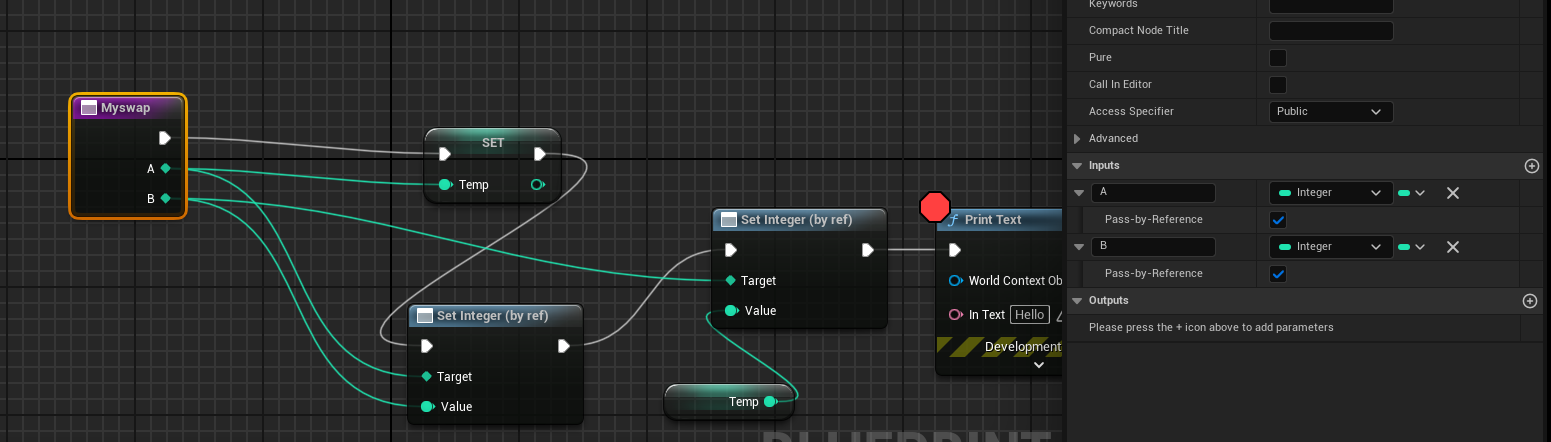 Myswap
A
B
SET
Temp
Set Integer (by ref)
Target
Value
Set Integer (by ref)
Target
Value
Temp
Print Text
World Context Ob
In Text Hello
Development
BLUEPRINT
Keywords
Compact Node Title
Pure
Call In Editor
Access Specifier Public
Advanced
Inputs
A Integer
Pass-by-Reference
B Integer
Pass-by-Reference
Outputs
Please press the + icon above to add parameters